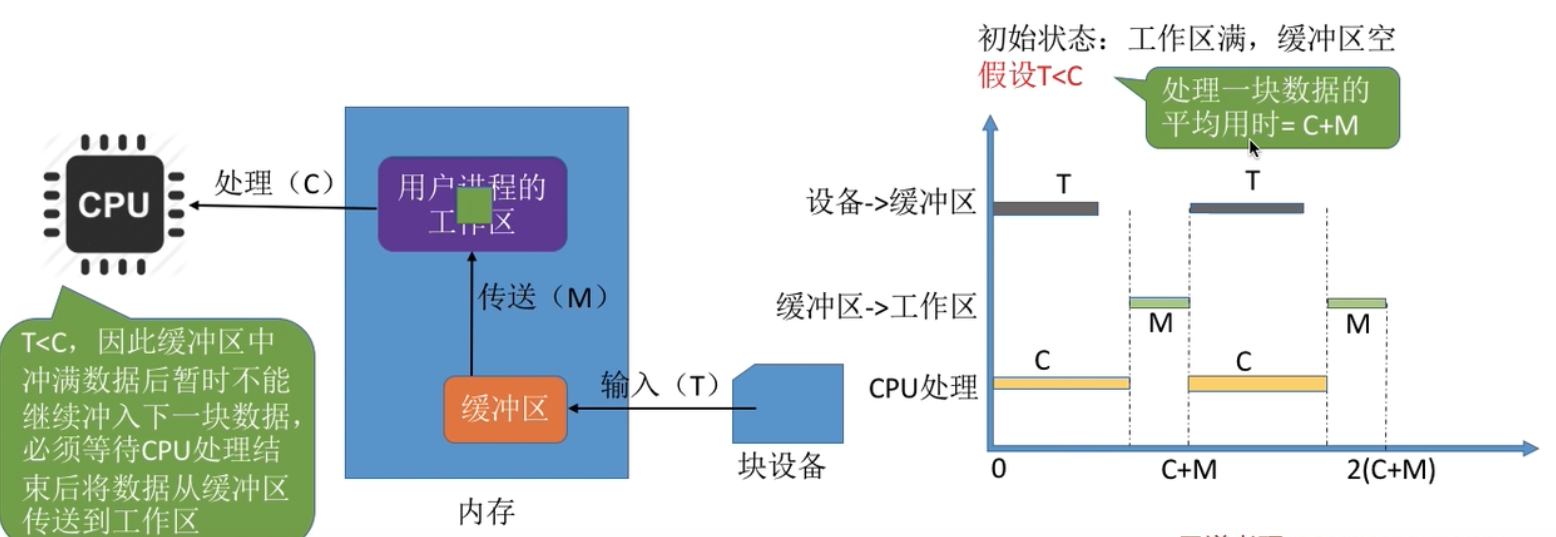 初始状态：工作区满，缓冲区空
假设T<C
处理一块数据的
平均用时= C+M
CPU
处理（C）
用户进程的
工作区
传送（M）
缓冲区
输入（T）
块设备
内存
T<C，因此缓冲区中
冲满数据后暂时不能
继续冲入下一块数据，
必须等待CPU处理结
束后将数据从缓冲区
传送到工作区
设备->缓冲区
T
T
缓冲区->工作区
M
M
CPU处理
C
C
0
C+M
2(C+M)